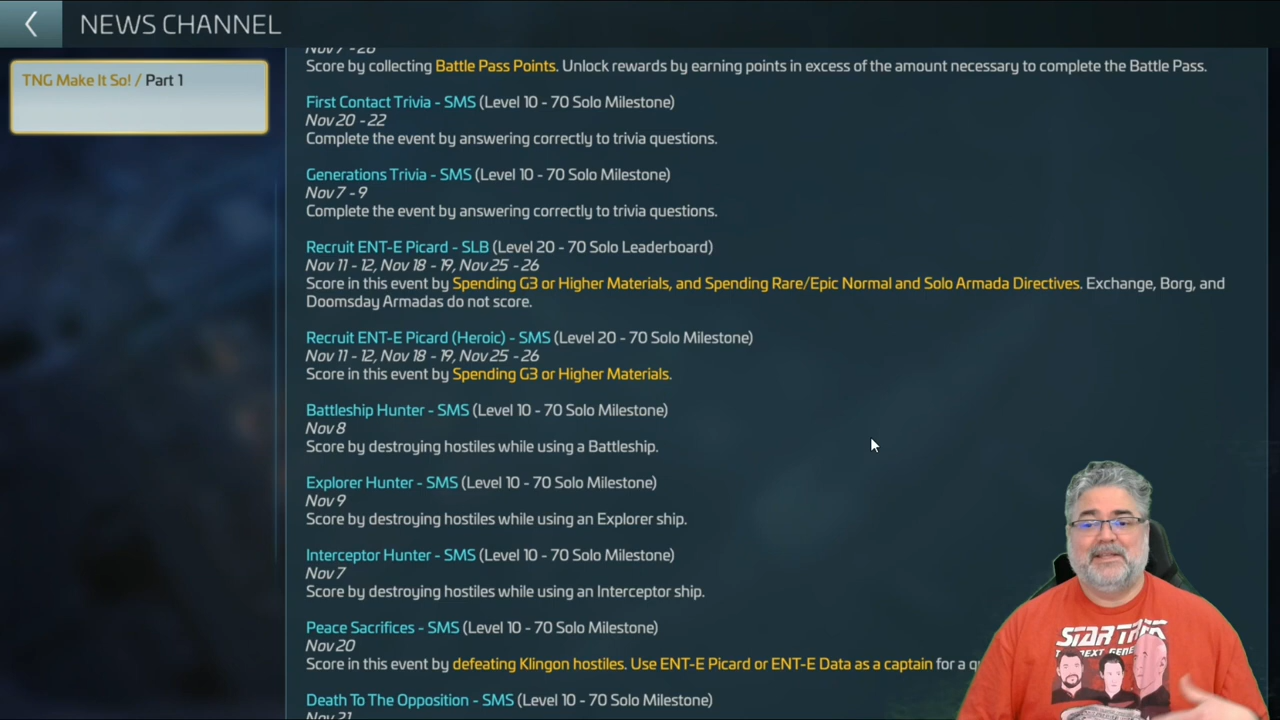 NEWS CHANNEL
TNG Make It So! / Part 1
Nov 7 - 28
Score by collecting Battle Pass Points. Unlock rewards by earning points in excess of the amount necessary to complete the Battle Pass.
First Contact Trivia - SMS (Level 10 - 70 Solo Milestone)
Nov 20 - 22
Complete the event by answering correctly to trivia questions.
Generations Trivia - SMS (Level 10 - 70 Solo Milestone)
Nov 7 - 9
Complete the event by answering correctly to trivia questions.
Recruit ENT-E Picard - SLB (Level 20 - 70 Solo Leaderboard)
Nov 11 - 12, Nov 18 - 19, Nov 25 - 26
Score in this event by Spending G3 or Higher Materials, and Spending Rare/Epic Normal and Solo Armada Directives. Exchange, Borg, and
Doomsday Armadas do not score.
Recruit ENT-E Picard (Heroic) - SMS (Level 20 - 70 Solo Milestone)
Nov 11 - 12, Nov 18 - 19, Nov 25 - 26
Score in this event by Spending G3 or Higher Materials.
Battleship Hunter - SMS (Level 10 - 70 Solo Milestone)
Nov 8
Score by destroying hostiles while using a Battleship.
Explorer Hunter - SMS (Level 10 - 70 Solo Milestone)
Nov 9
Score by destroying hostiles while using an Explorer ship.
Interceptor Hunter - SMS (Level 10 - 70 Solo Milestone)
Nov 7
Score by destroying hostiles while using an Interceptor ship.
Peace Sacrifices - SMS (Level 10 - 70 Solo Milestone)
Nov 20
Score in this event by defeating Klingon hostiles. Use ENT-E Picard or ENT-E Data as a captain for a
Death To The Opposition - SMS (Level 10 - 70 Solo Milestone)
Nov 21
STAR TREK